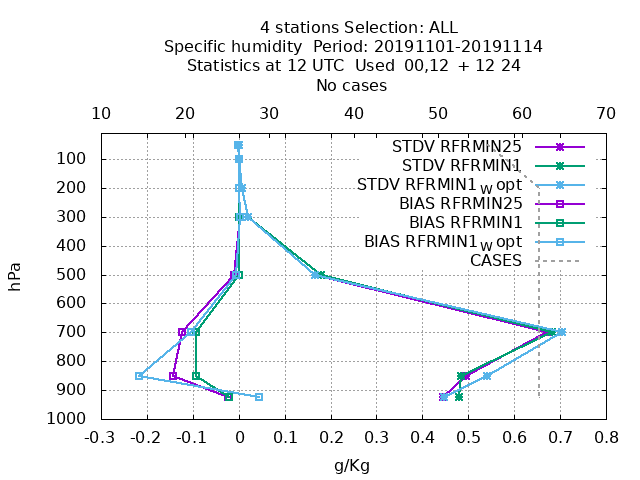 4 stations Selection: ALL
Specific humidity  Period: 20191101-20191114
Statistics at 12 UTC  Used  00,12  + 12 24
No cases
10 20 30 40 50 60 70
STDV RFRMIN25
STDV RFRMIN1
STDV RFRMIN1w opt
BIAS RFRMIN25
BIAS RFRMIN1
BIAS RFRMIN1w opt
CASES
hPa
100
200
300
400
500
600
700
800
900
1000
-0.3 -0.2 -0.1 0 0.1 0.2 0.3 0.4 0.5 0.6 0.7 0.8
g/Kg